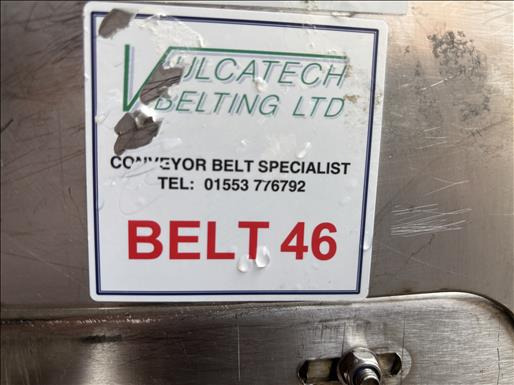 VULCATECH
BELTING LTD
CONVEYOR BELT SPECIALIST
TEL: 01553 776792
BELT 46